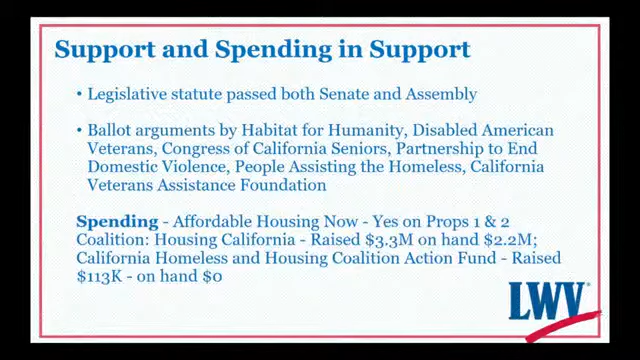 Support and Spending in Support
• Legislative statute passed both Senate and Assembly
• Ballot arguments by Habitat for Humanity, Disabled American
Veterans, Congress of California Seniors, Partnership to End
Domestic Violence, People Assisting the Homeless, California
Veterans Assistance Foundation
Spending - Affordable Housing Now - Yes on Props 1 & 2
Coalition: Housing California - Raised $3.3M on hand $2.2M;
California Homeless and Housing Coalition Action Fund - Raised
$113K - on hand $0
LWV®